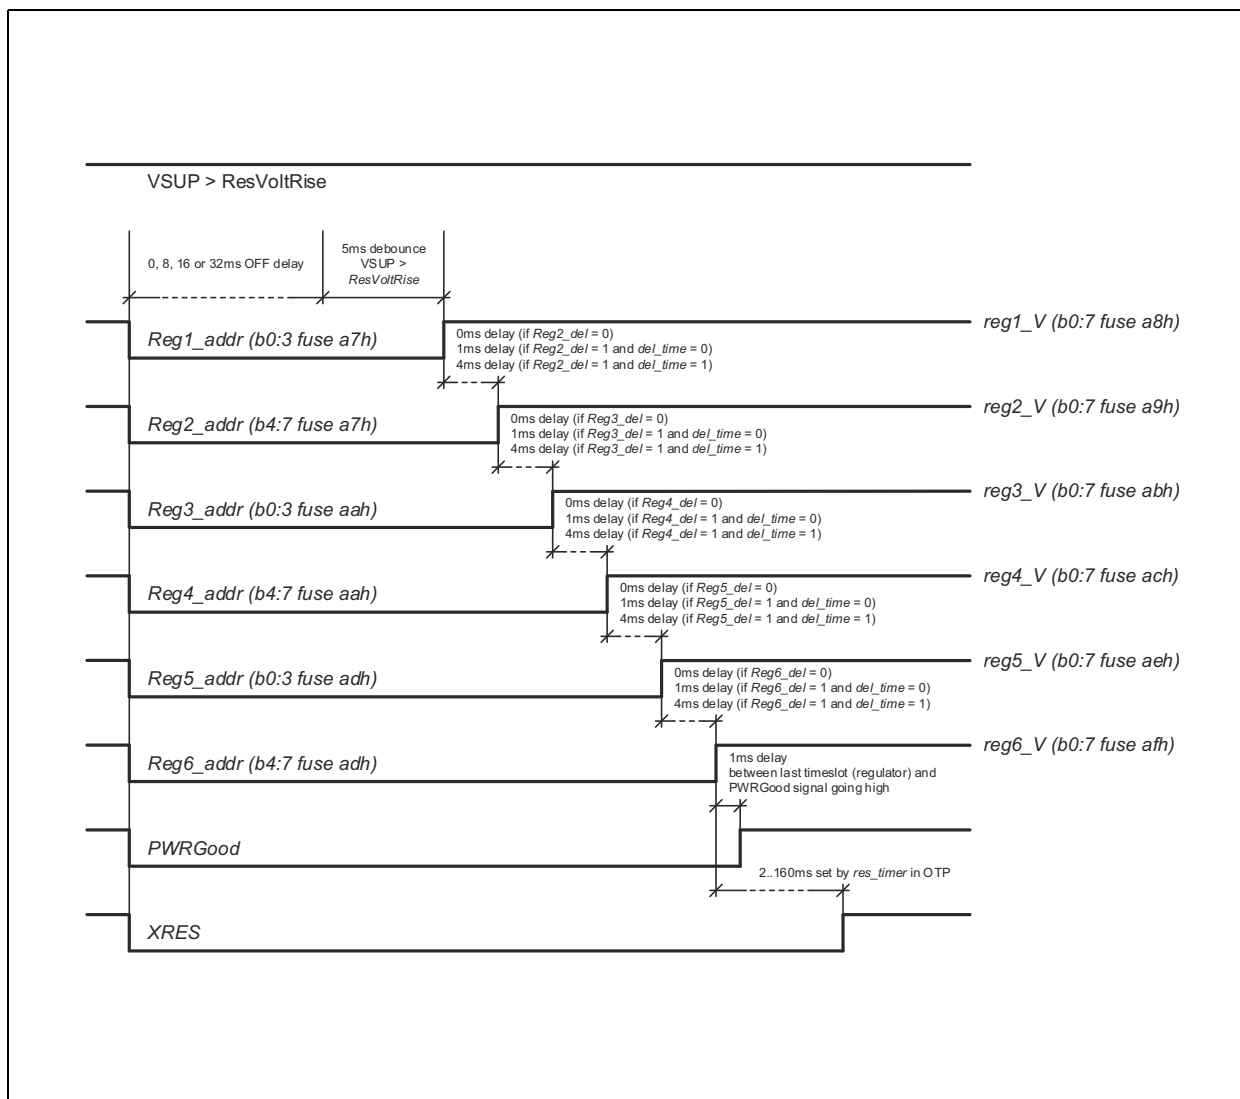 VSUP > ResVoltRise
0, 8, 16 or 32ms OFF delay
5ms debounce
VSUP >
ResVoltRise
Reg1_addr (b0:3 fuse a7h)
reg1_V (b0:7 fuse a8h)
0ms delay (if Reg2_del = 0)
1ms delay (if Reg2_del = 1 and del_time = 0)
4ms delay (if Reg2_del = 1 and del_time = 1)
Reg2_addr (b4:7 fuse a7h)
reg2_V (b0:7 fuse a9h)
0ms delay (if Reg3_del = 0)
1ms delay (if Reg3_del = 1 and del_time = 0)
4ms delay (if Reg3_del = 1 and del_time = 1)
Reg3_addr (b0:3 fuse aah)
reg3_V (b0:7 fuse abh)
0ms delay (if Reg4_del = 0)
1ms delay (if Reg4_del = 1 and del_time = 0)
4ms delay (if Reg4_del = 1 and del_time = 1)
Reg4_addr (b4:7 fuse aah)
reg4_V (b0:7 fuse ach)
0ms delay (if Reg5_del = 0)
1ms delay (if Reg5_del = 1 and del_time = 0)
4ms delay (if Reg5_del = 1 and del_time = 1)
Reg5_addr (b0:3 fuse adh)
reg5_V (b0:7 fuse aeh)
0ms delay (if Reg6_del = 0)
1ms delay (if Reg6_del = 1 and del_time = 0)
4ms delay (if Reg6_del = 1 and del_time = 1)
Reg6_addr (b4:7 fuse adh)
reg6_V (b0:7 fuse afh)
1ms delay
between last timeslot (regulator) and
PWRGood signal going high
PWRGood
2..160ms set by res_timer in OTP
XRES